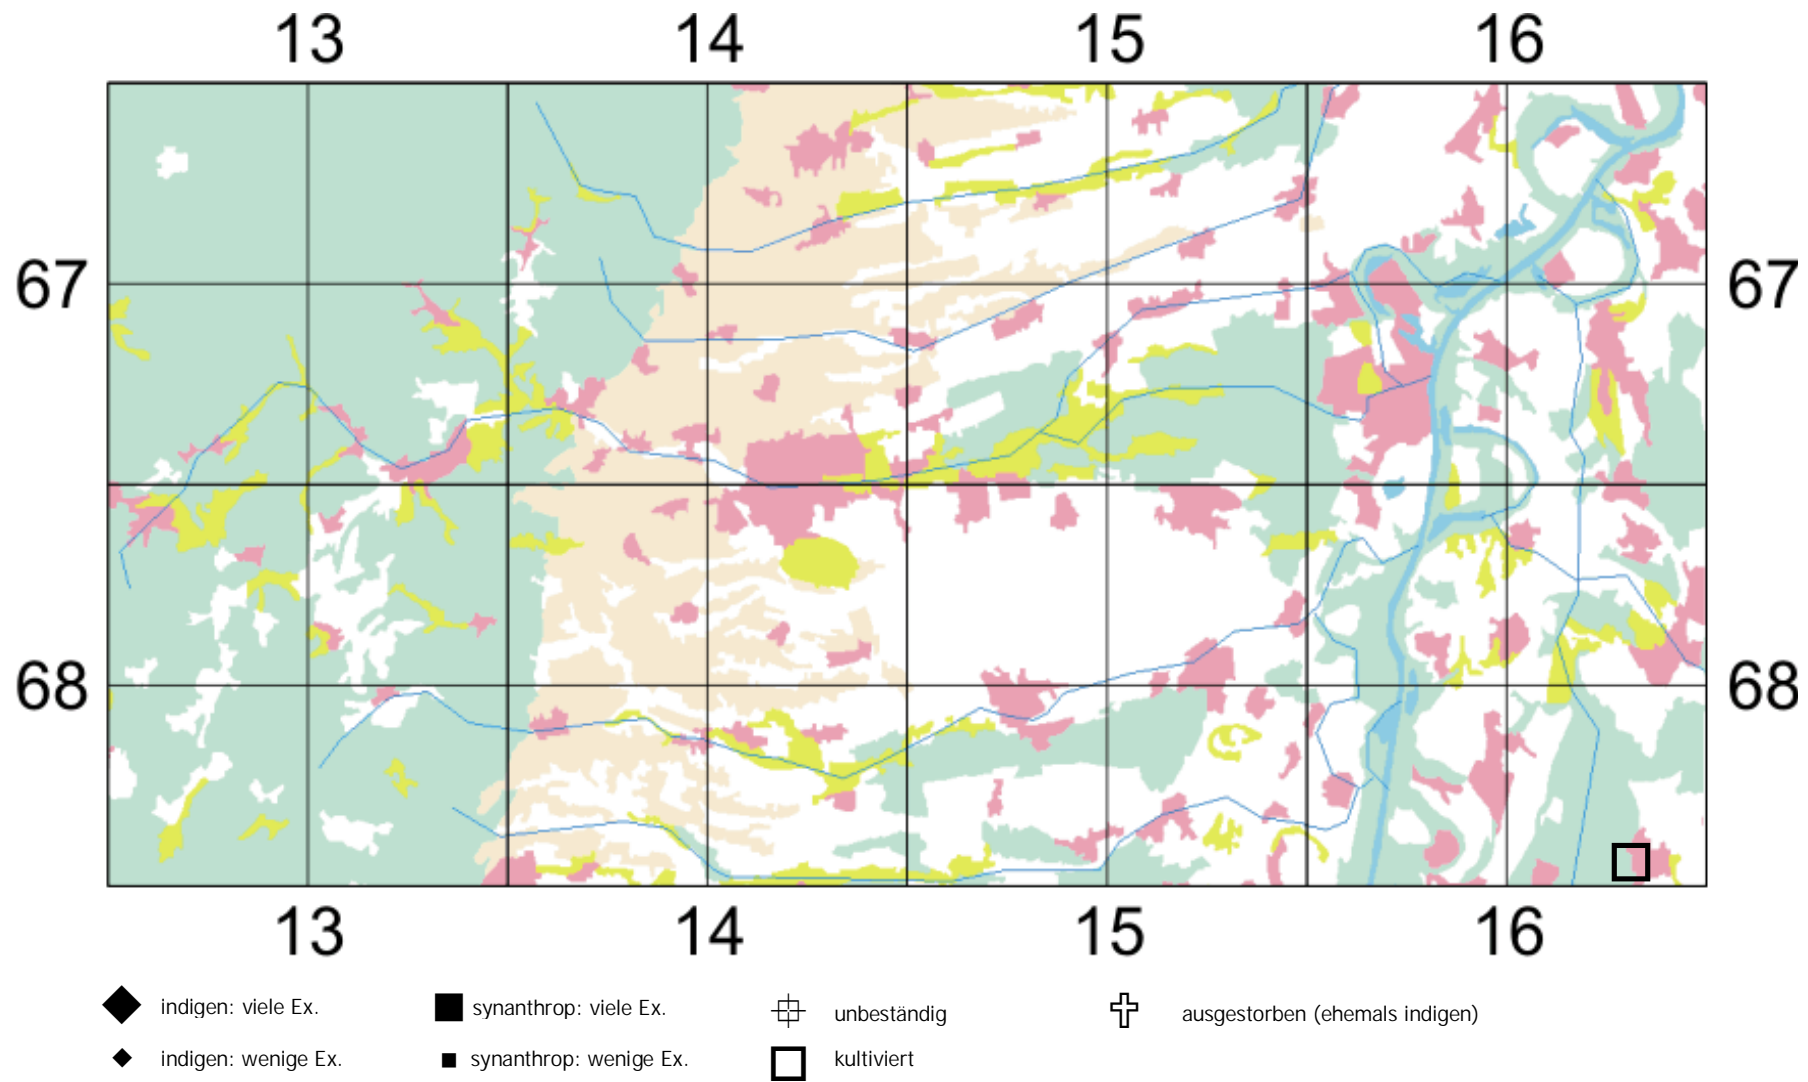 13 14 15 16
67 67
68 68
13 14 15 16
indigen: viele Ex. synanthrop: viele Ex. unbeständig ausgestorben (ehemals indigen)
indigen: wenige Ex. synanthrop: wenige Ex. kultiviert